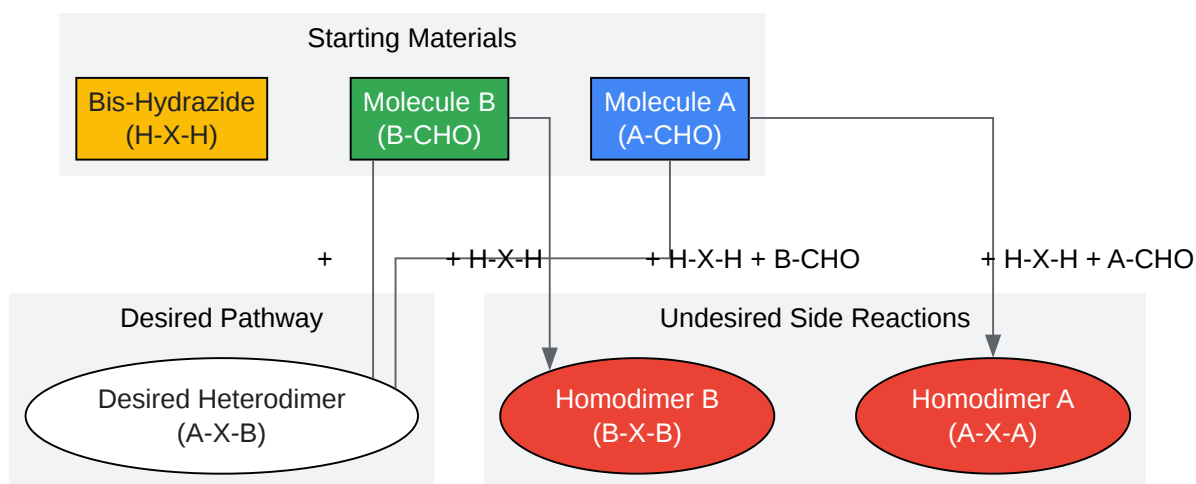 Starting Materials
Bis-Hydrazide
(H-X-H)
Molecule B
(B-CHO)
Molecule A
(A-CHO)
+
+ H-X-H
+ H-X-H + B-CHO
+ H-X-H + A-CHO
Desired Pathway
Undesired Side Reactions
Desired Heterodimer
(A-X-B)
Homodimer B
(B-X-B)
Homodimer A
(A-X-A)